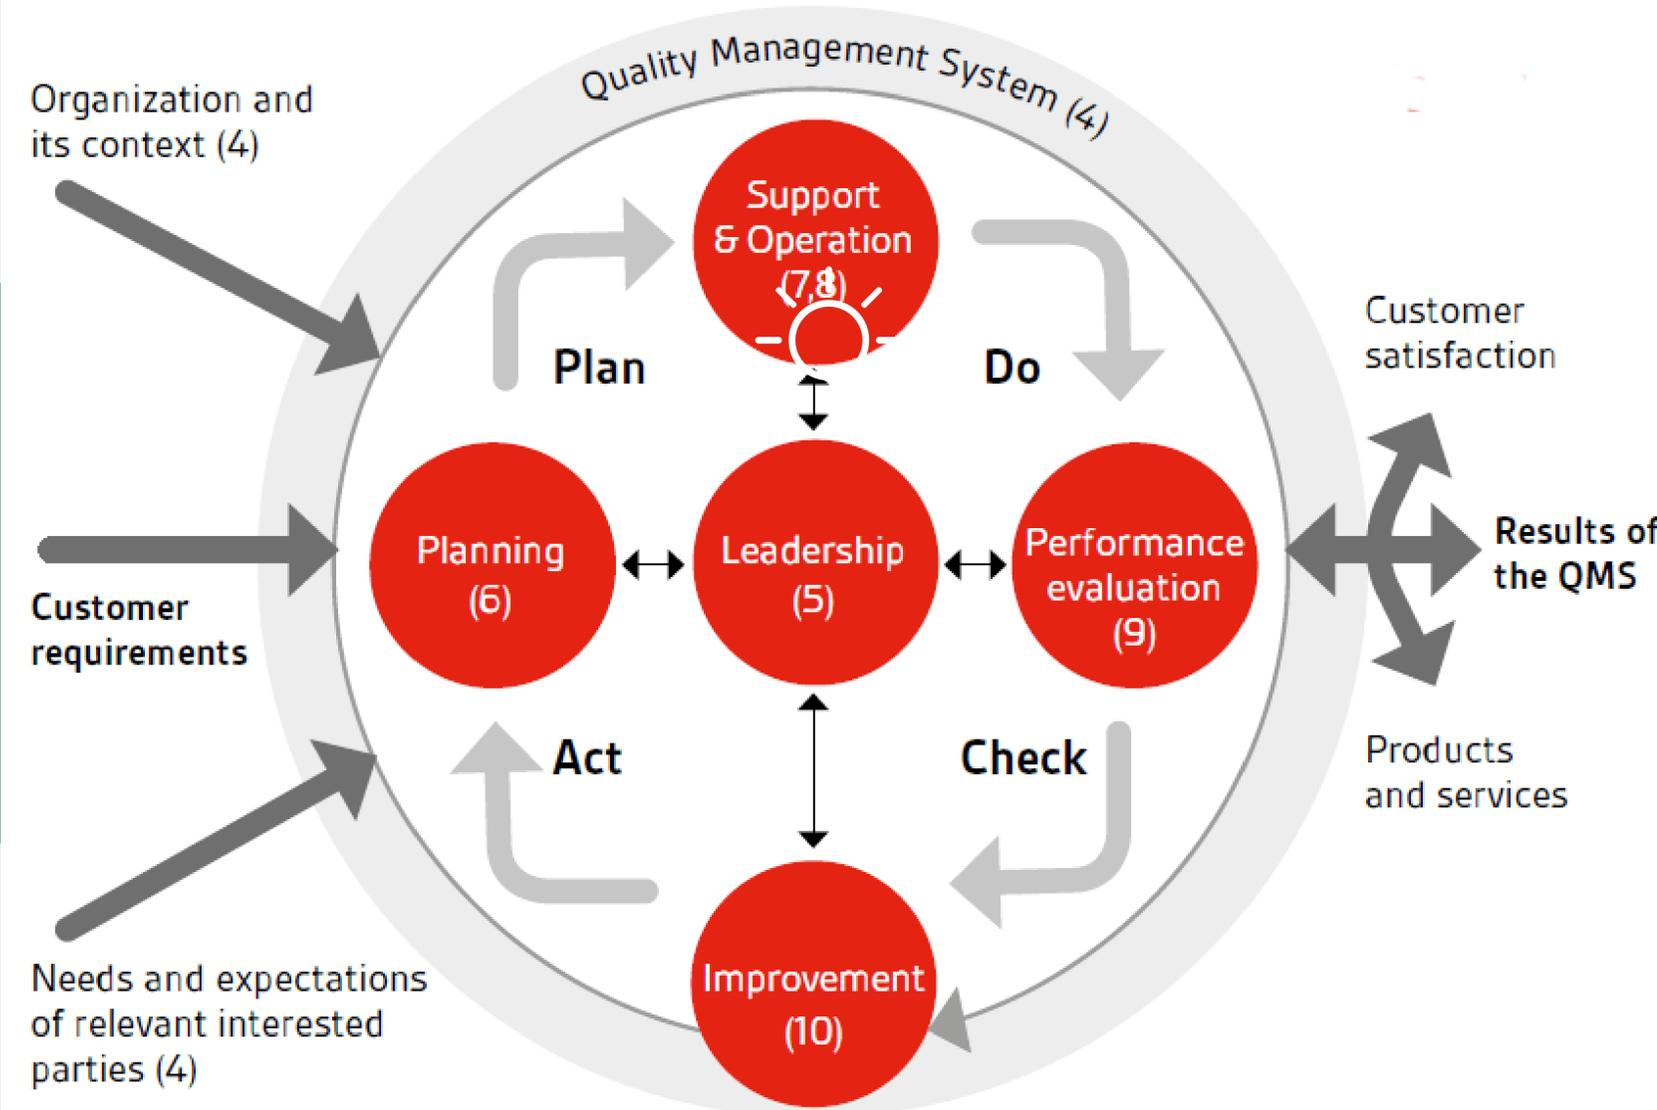 Quality Management System (4)
Organization and
its context (4)
Support
& Operation
(7,8)
Plan
Do
Customer
satisfaction
Planning
(6)
Leadership
(5)
Performance
evaluation
(9)
Results of
the QMS
Customer
requirements
Act
Check
Products
and services
Improvement
(10)
Needs and expectations
of relevant interested
parties (4)